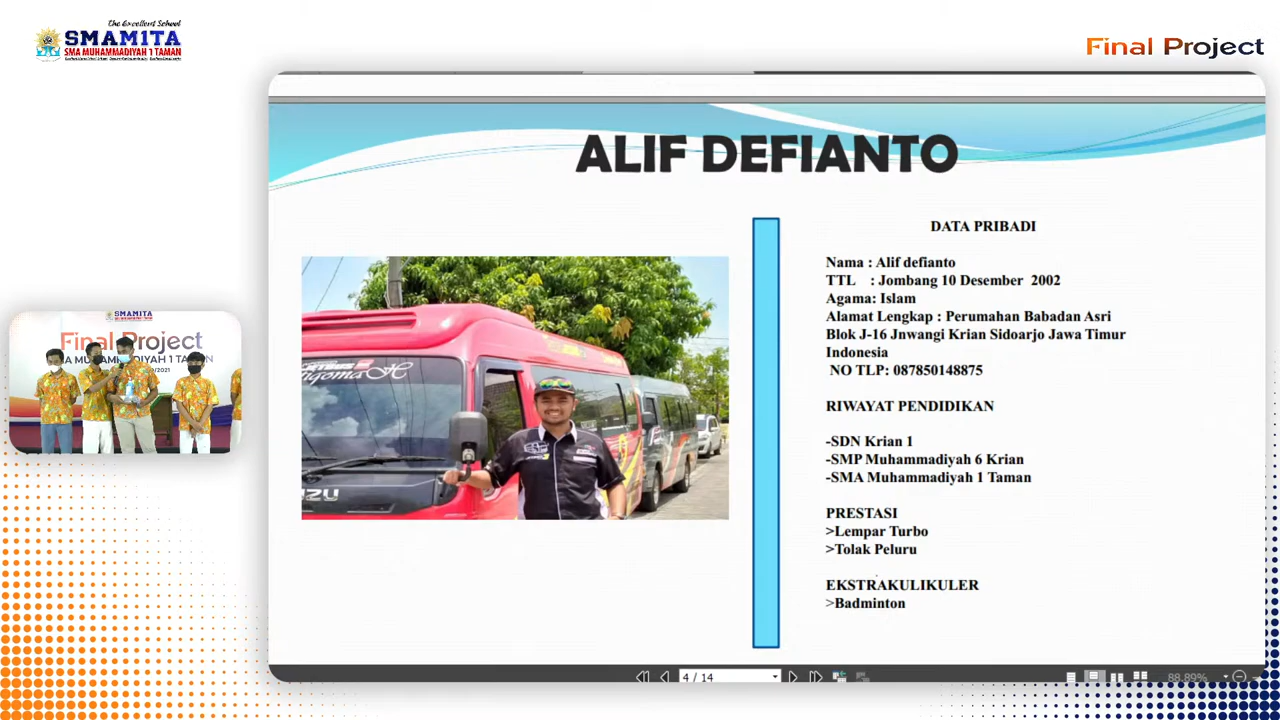 The Excellent School
SMAMITA
SMA MUHAMMADIYAH 1 TAMAN
Final Project
ALIF DEFIANTO
DATA PRIBADI
Nama : Alif defianto
TTL : Jombang 10 Desember 2002
Agama: Islam
Alamat Lengkap : Perumahan Babadan Asri
Blok J-16 Jnwangi Krian Sidoarjo Jawa Timur
Indonesia
NO TLP: 087850148875
RIWAYAT PENDIDIKAN
-SDN Krian 1
-SMP Muhammadiyah 6 Krian
-SMA Muhammadiyah 1 Taman
PRESTASI
>Lempar Turbo
>Tolak Peluru
EKSTRAKULIKULER
>Badminton
SMAMITA
Final Project
4 / 14
88.89%